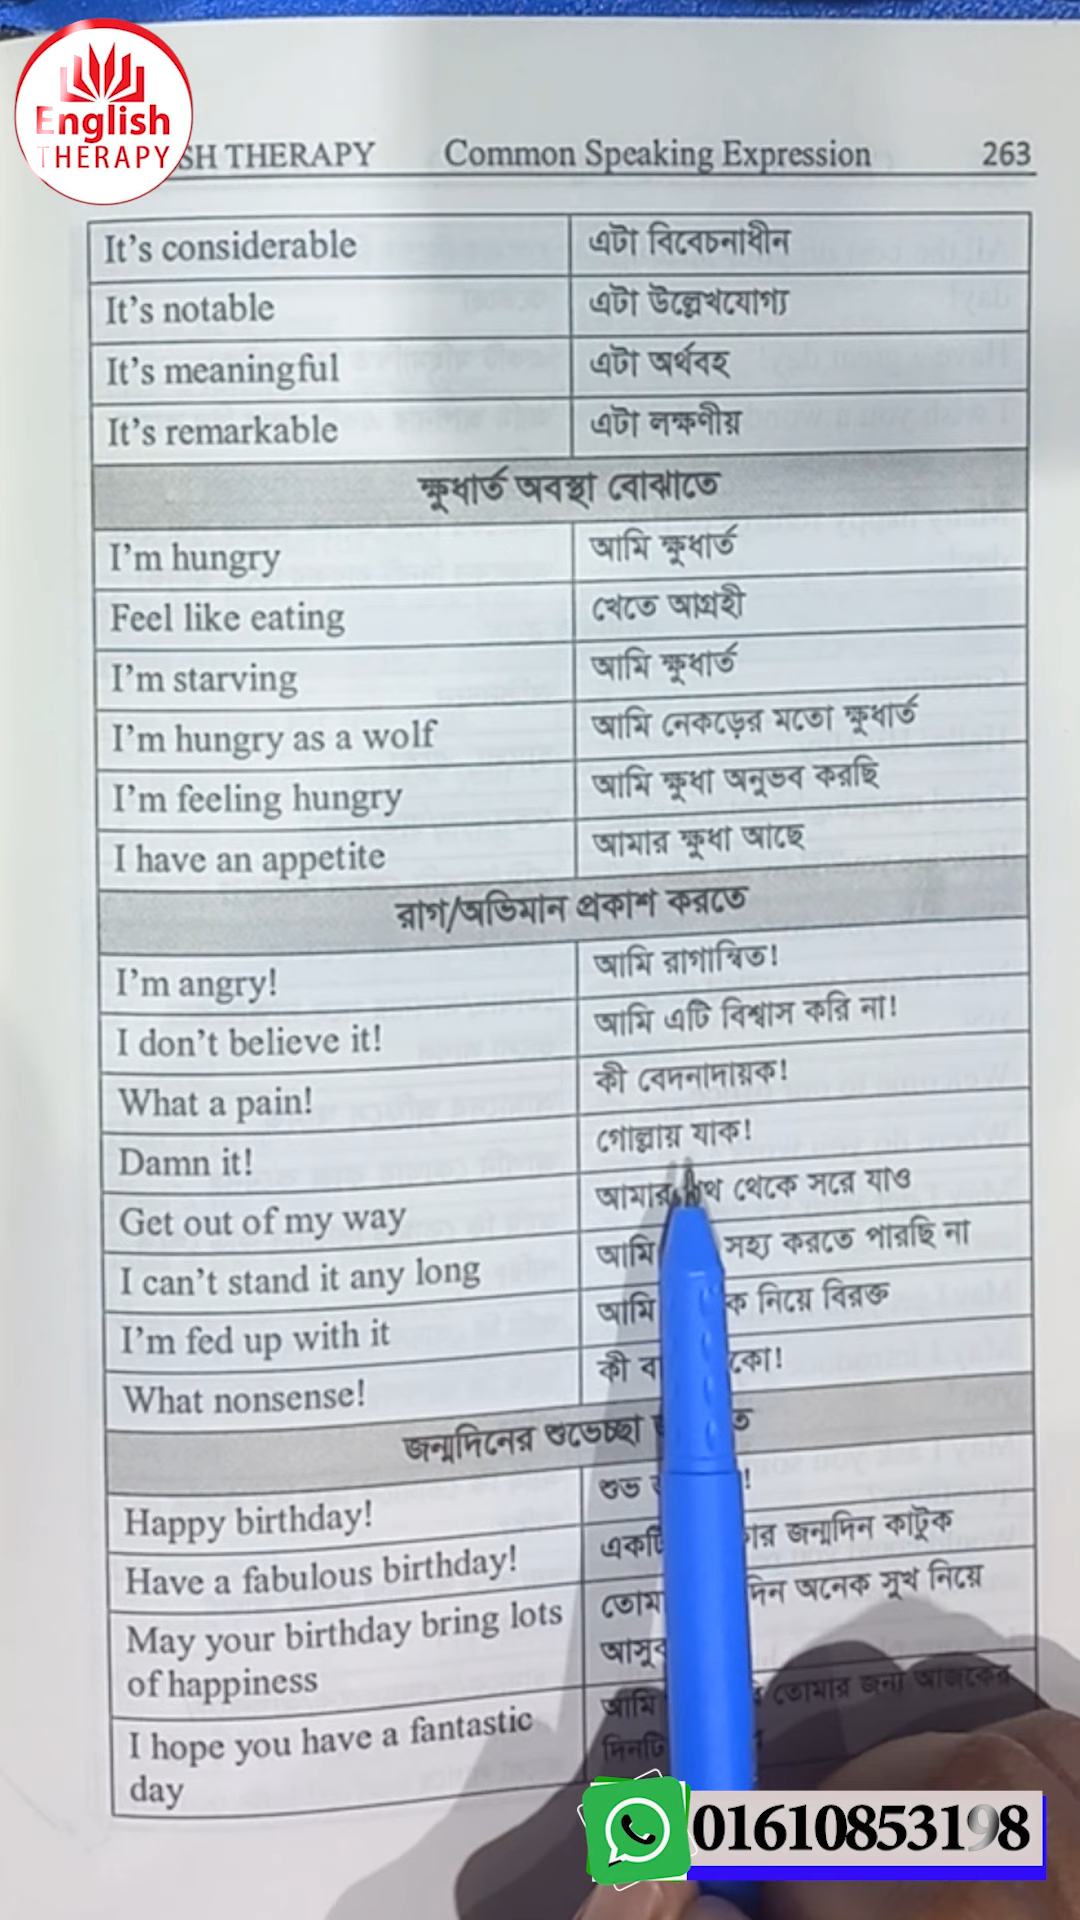 English
THERAPY
SH THERAPY Common Speaking Expression 263
It's considerable এটা বিবেচনাধীন
It's notable এটা উল্লেখযোগ্য
It's meaningful এটা অর্থবহ
It's remarkable এটা লক্ষণীয়
ক্ষুধার্ত অবস্থা বোঝাতে
I'm hungry আমি ক্ষুধার্ত
Feel like eating খেতে আগ্রহী
I'm starving আমি ক্ষুধার্ত
I'm hungry as a wolf আমি নেকড়ের মতো ক্ষুধার্ত
I'm feeling hungry আমি ক্ষুধা অনুভব করছি
I have an appetite আমার ক্ষুধা আছে
রাগ/অভিমান প্রকাশ করতে
I'm angry! আমি রাগান্বিত!
I don't believe it! আমি এটি বিশ্বাস করি না!
What a pain! কী বেদনাদায়ক!
Damn it! গোল্লায় যাক!
Get out of my way আমার থেকে সরে যাও
I can't stand it any long আমি সহ্য করতে পারছি না
I'm fed up with it আমি নিয়ে বিরক্ত
What nonsense! কী
জন্মদিনের শুভেচ্ছা
Happy birthday! শুভ
Have a fabulous birthday! জন্মদিন কাটুক
May your birthday bring lots অনেক সুখ নিয়ে
of happiness
I hope you have a fantastic আমি তোমার জন্য আজকের
day দিনটি
01610853198